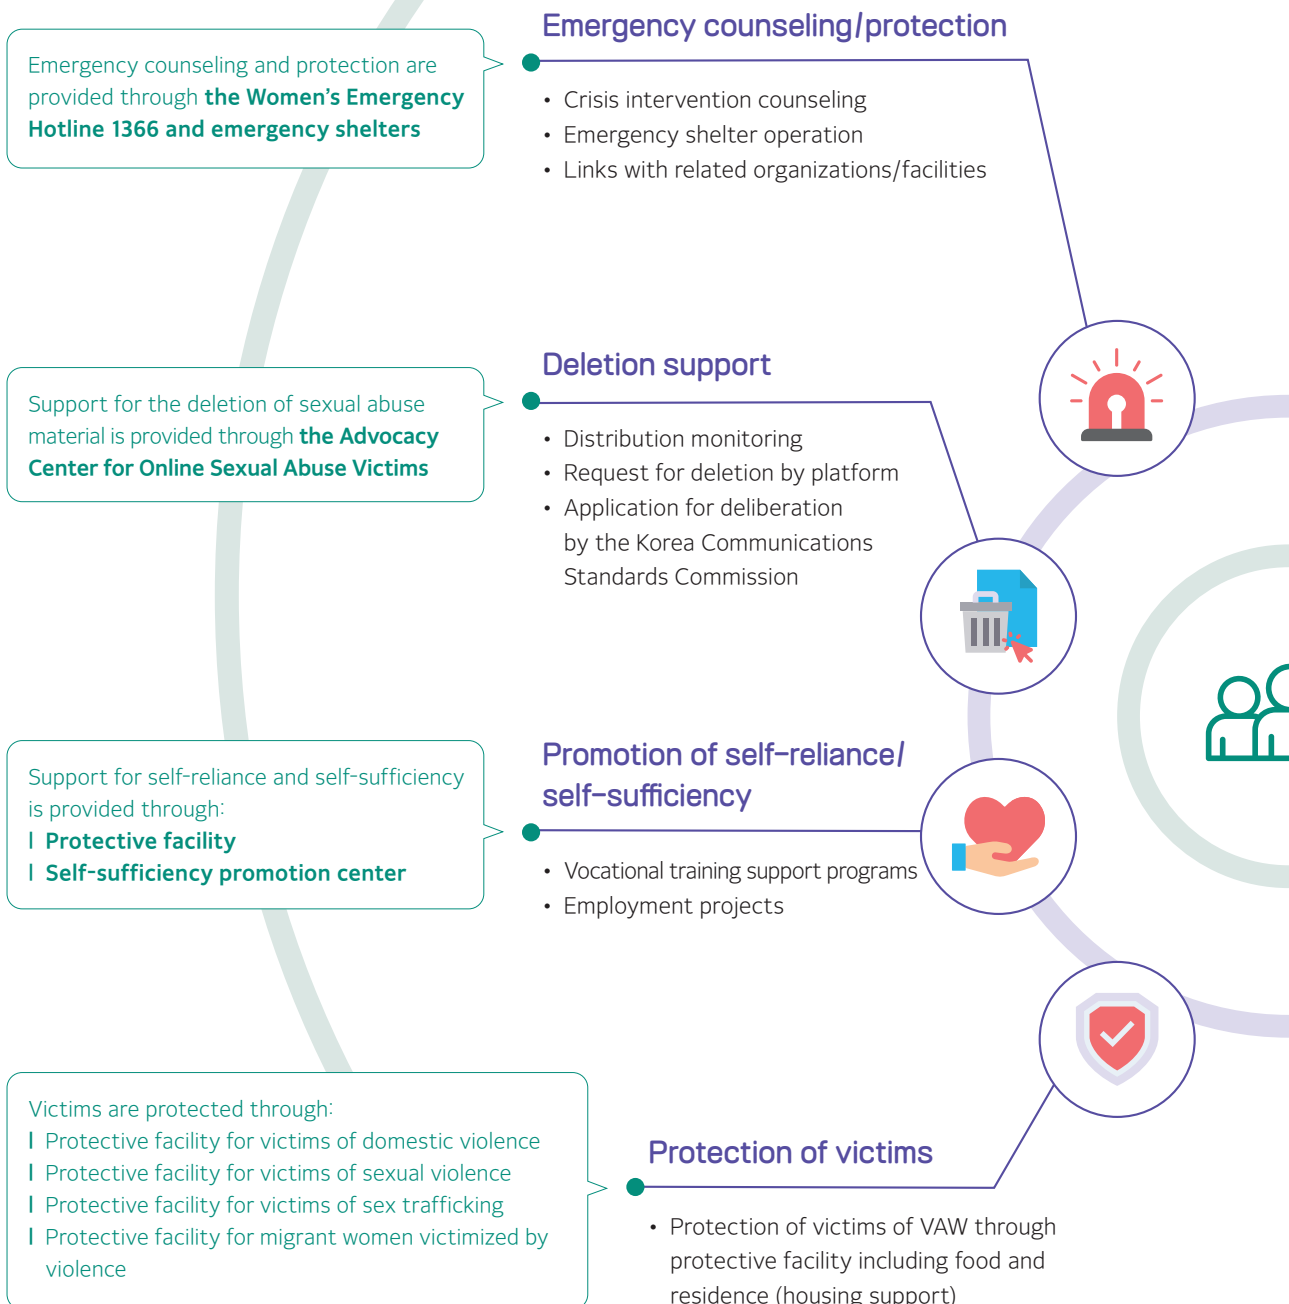 Emergency counseling/protection
Emergency counseling and protection are
provided through the Women's Emergency
Hotline 1366 and emergency shelters
• Crisis intervention counseling
• Emergency shelter operation
• Links with related organizations/facilities
Deletion support
Support for the deletion of sexual abuse
material is provided through the Advocacy
Center for Online Sexual Abuse Victims
• Distribution monitoring
• Request for deletion by platform
• Application for deliberation
by the Korea Communications
Standards Commission
Promotion of self-reliance/
self-sufficiency
Support for self-reliance and self-sufficiency
is provided through:
l Protective facility
l Self-sufficiency promotion center
• Vocational training support programs
• Employment projects
Victims are protected through:
l Protective facility for victims of domestic violence
l Protective facility for victims of sexual violence
l Protective facility for victims of sex trafficking
l Protective facility for migrant women victimized by
violence
Protection of victims
• Protection of victims of VAW through
protective facility including food and
residence (housing support)